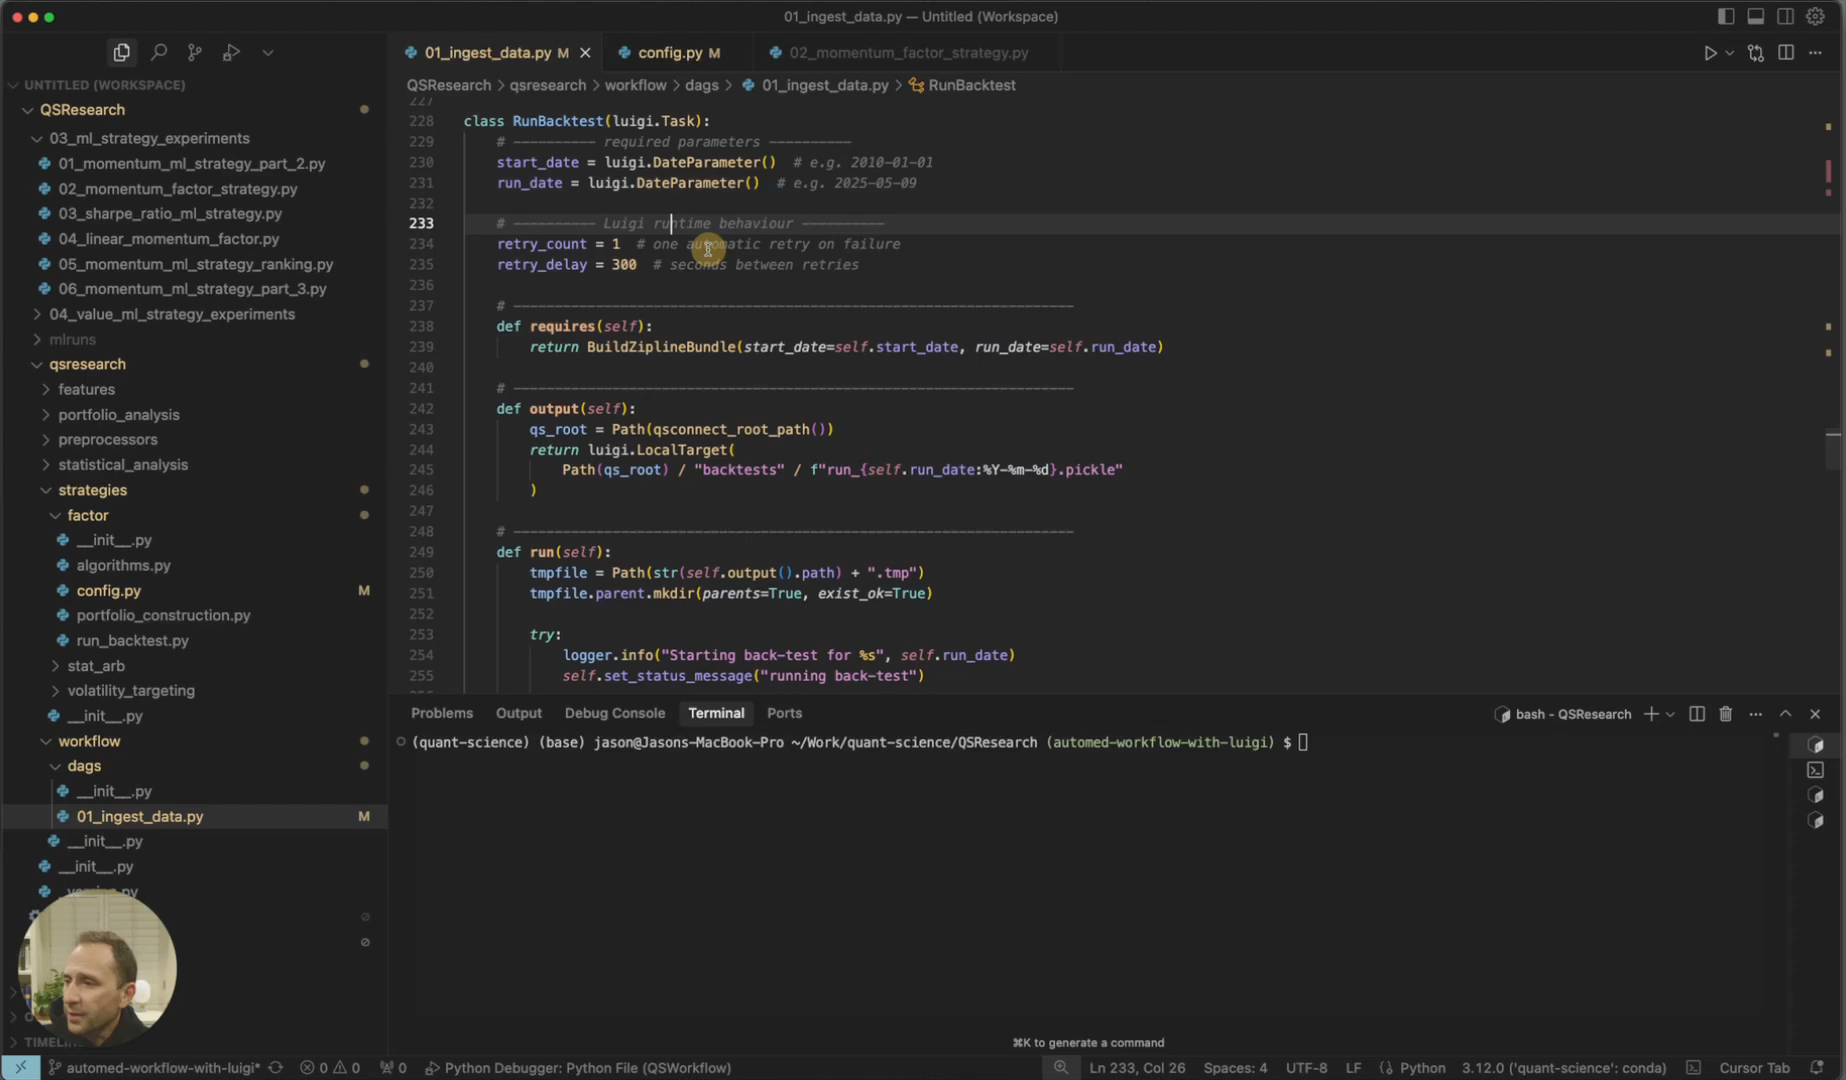 01_ingest_data.py — Untitled (Workspace)
UNTITLED (WORKSPACE)
QSResearch
03_ml_strategy_experiments
01_momentum_ml_strategy_part_2.py
02_momentum_factor_strategy.py
03_sharpe_ratio_ml_strategy.py
04_linear_momentum_factor.py
05_momentum_ml_strategy_ranking.py
06_momentum_ml_strategy_part_3.py
04_value_ml_strategy_experiments
mlruns
qsresearch
features
portfolio_analysis
preprocessors
statistical_analysis
strategies
factor
__init__.py
algorithms.py
config.py M
portfolio_construction.py
run_backtest.py
stat_arb
volatility_targeting
__init__.py
workflow
dags
__init__.py
01_ingest_data.py M
__init__.py
__init__.py
TIMELINE
01_ingest_data.py M
config.py M
02_momentum_factor_strategy.py
QSResearch > qsresearch > workflow > dags > 01_ingest_data.py > RunBacktest
227
228 class RunBacktest(luigi.Task):
229 # ---------- required parameters ----------
230 start_date = luigi.DateParameter() # e.g. 2010-01-01
231 run_date = luigi.DateParameter() # e.g. 2025-05-09
232
233 # ---------- Luigi runtime behaviour ----------
234 retry_count = 1 # one automatic retry on failure
235 retry_delay = 300 # seconds between retries
236
237 # --------------------------------------------------------------------
238 def requires(self):
239 return BuildZiplineBundle(start_date=self.start_date, run_date=self.run_date)
240
241 # --------------------------------------------------------------------
242 def output(self):
243 qs_root = Path(qsconnect_root_path())
244 return luigi.LocalTarget(
245 Path(qs_root) / "backtests" / f"run_{self.run_date:%Y-%m-%d}.pickle"
246 )
247
248 # --------------------------------------------------------------------
249 def run(self):
250 tmpfile = Path(str(self.output().path) + ".tmp")
251 tmpfile.parent.mkdir(parents=True, exist_ok=True)
252
253 try:
254 logger.info("Starting back-test for %s", self.run_date)
255 self.set_status_message("running back-test")
Problems Output Debug Console Terminal Ports
bash - QSResearch
(quant-science) (base) jason@Jasons-MacBook-Pro ~/Work/quant-science/QSResearch (automed-workflow-with-luigi) $
⌘K to generate a command
automed-workflow-with-luigi* 0 0 0 Python Debugger: Python File (QSWorkflow)
Ln 233, Col 26 Spaces: 4 UTF-8 LF Python 3.12.0 ('quant-science': conda) Cursor Tab